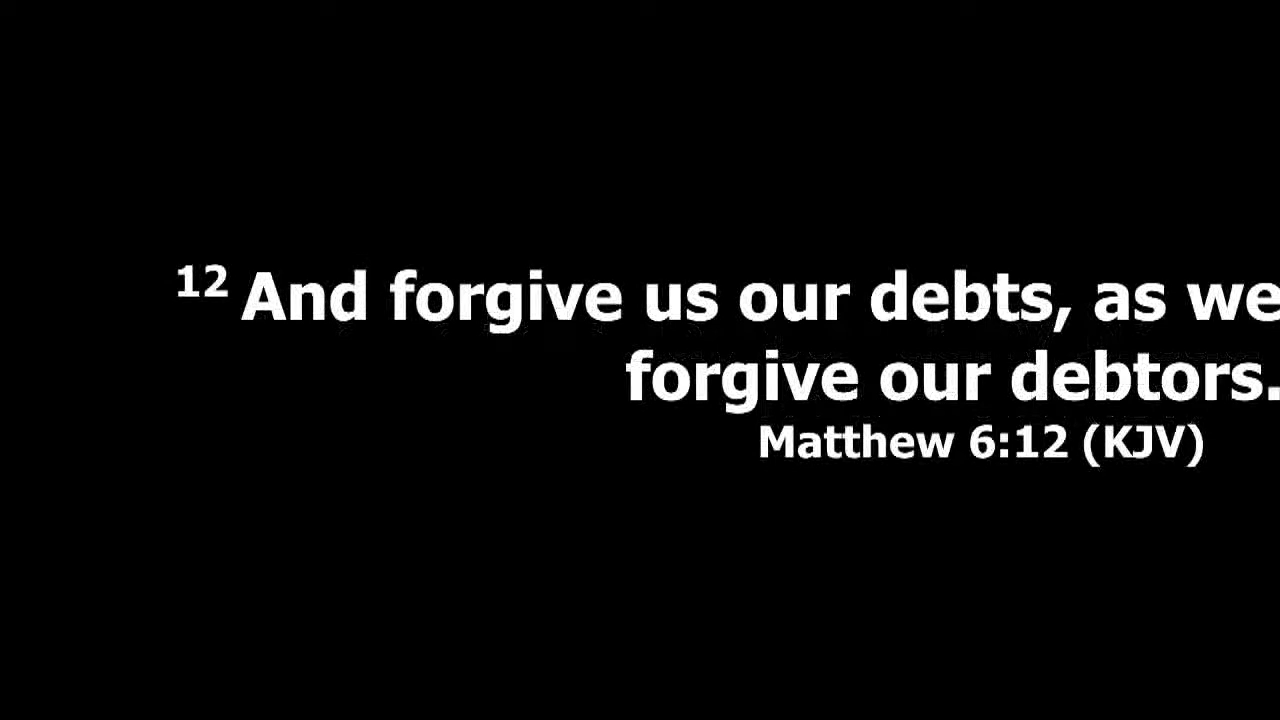 12 And forgive us our debts, as we
forgive our debtors.
Matthew 6:12 (KJV)